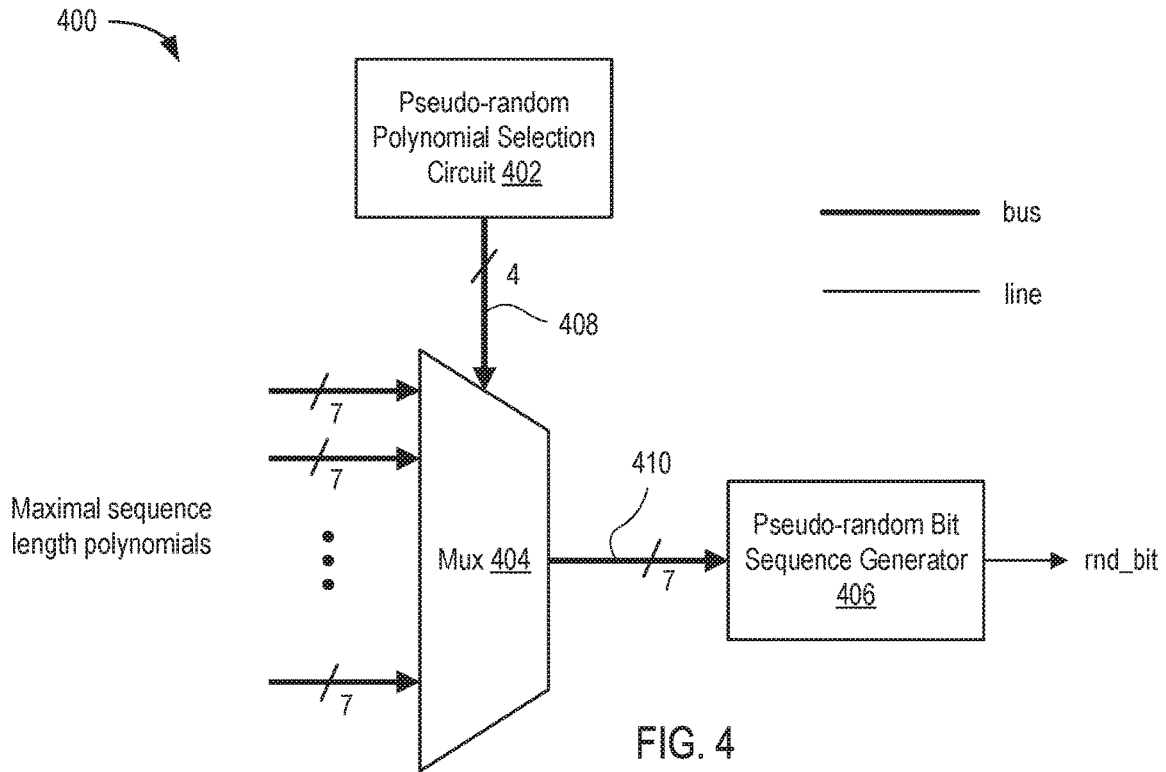 400
Pseudo-random
Polynomial Selection
Circuit 402
bus
4
line
408
7
7
410
Maximal sequence
length polynomials
Mux 404
7
Pseudo-random Bit
Sequence Generator
406
rnd_bit
7
FIG. 4